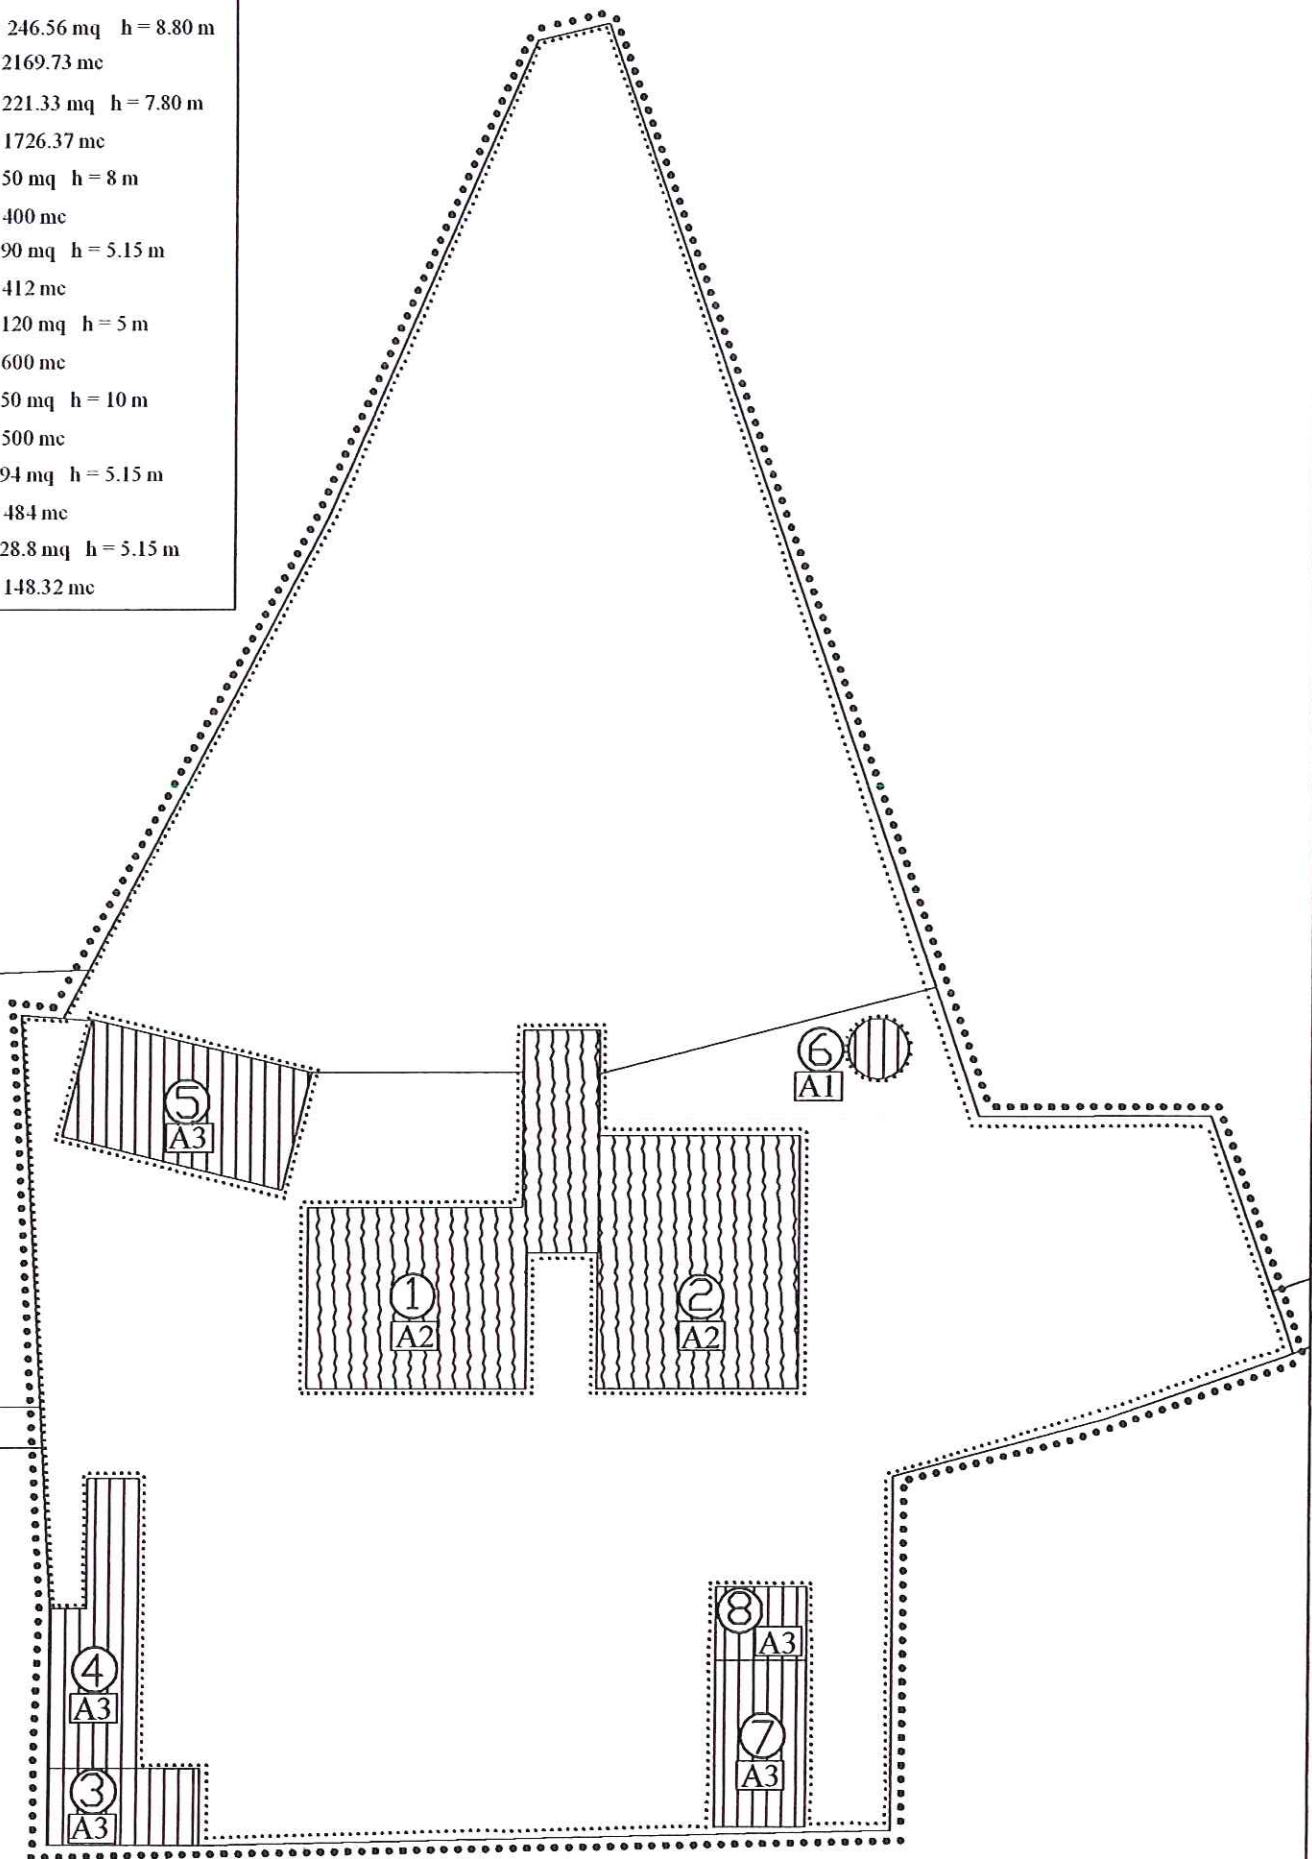 246.56 mq h = 8.80 m
2169.73 mc
221.33 mq h = 7.80 m
1726.37 mc
50 mq h = 8 m
400 mc
90 mq h = 5.15 m
412 mc
120 mq h = 5 m
600 mc
50 mq h = 10 m
500 mc
94 mq h = 5.15 m
484 mc
28.8 mq h = 5.15 m
148.32 mc
6
A1
5
A3
1
A2
2
A2
8
A3
4
A3
7
A3
3
A3